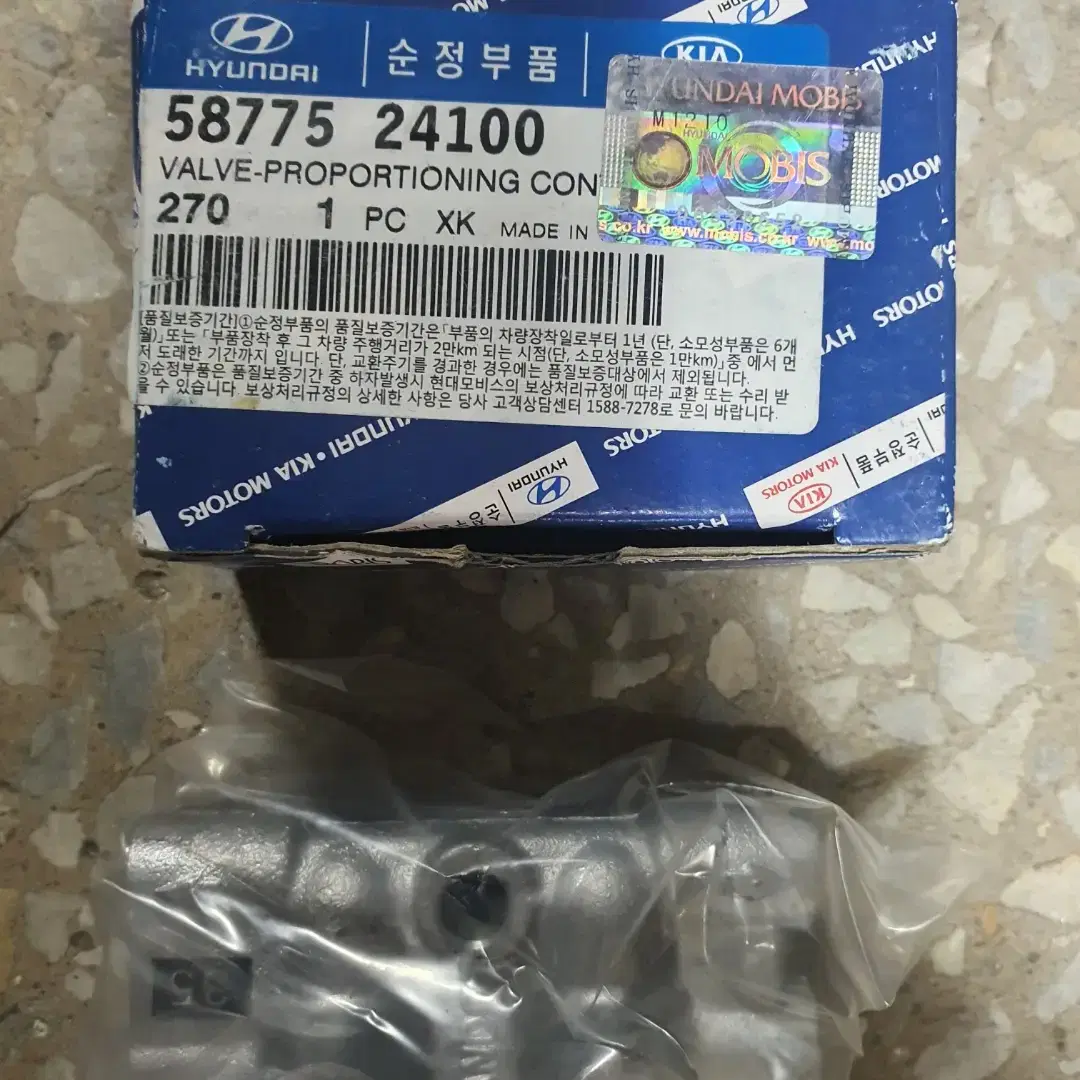 HYUNDAI 순정부품 KIA
58775 24100
VALVE-PROPORTIONING CON
270 1 PC XK MADE IN
HYUNDAI MOBIS
M1210
HYUNDAI
MOBIS
s.co.kr www.mobis.co.kr www.mo
[품질보증기간]①순정부품의 품질보증기간은「부품의 차량장착일로부터 1년 (단, 소모성부품은 6개
월)」또는 「부품장착 후 그 차량 주행거리가 2만km 되는 시점(단, 소모성부품은 1만km)」중 에서 먼
저 도래한 기간까지 입니다. 단, 교환주기를 경과한 경우에는 품질보증대상에서 제외됩니다.
②순정부품은 품질보증기간 중 하자발생시 현대모비스의 보상처리규정에 따라 교환 또는 수리 받
을 수 있습니다. 보상처리규정의 상세한 사항은 당사 고객상담센터 1588-7278로 문의 바랍니다.
HYUNDAI • KIA MOTORS
HYUNDAI 순정
KIA MOTORS 순정부품
MOTORS
MOTORS
35